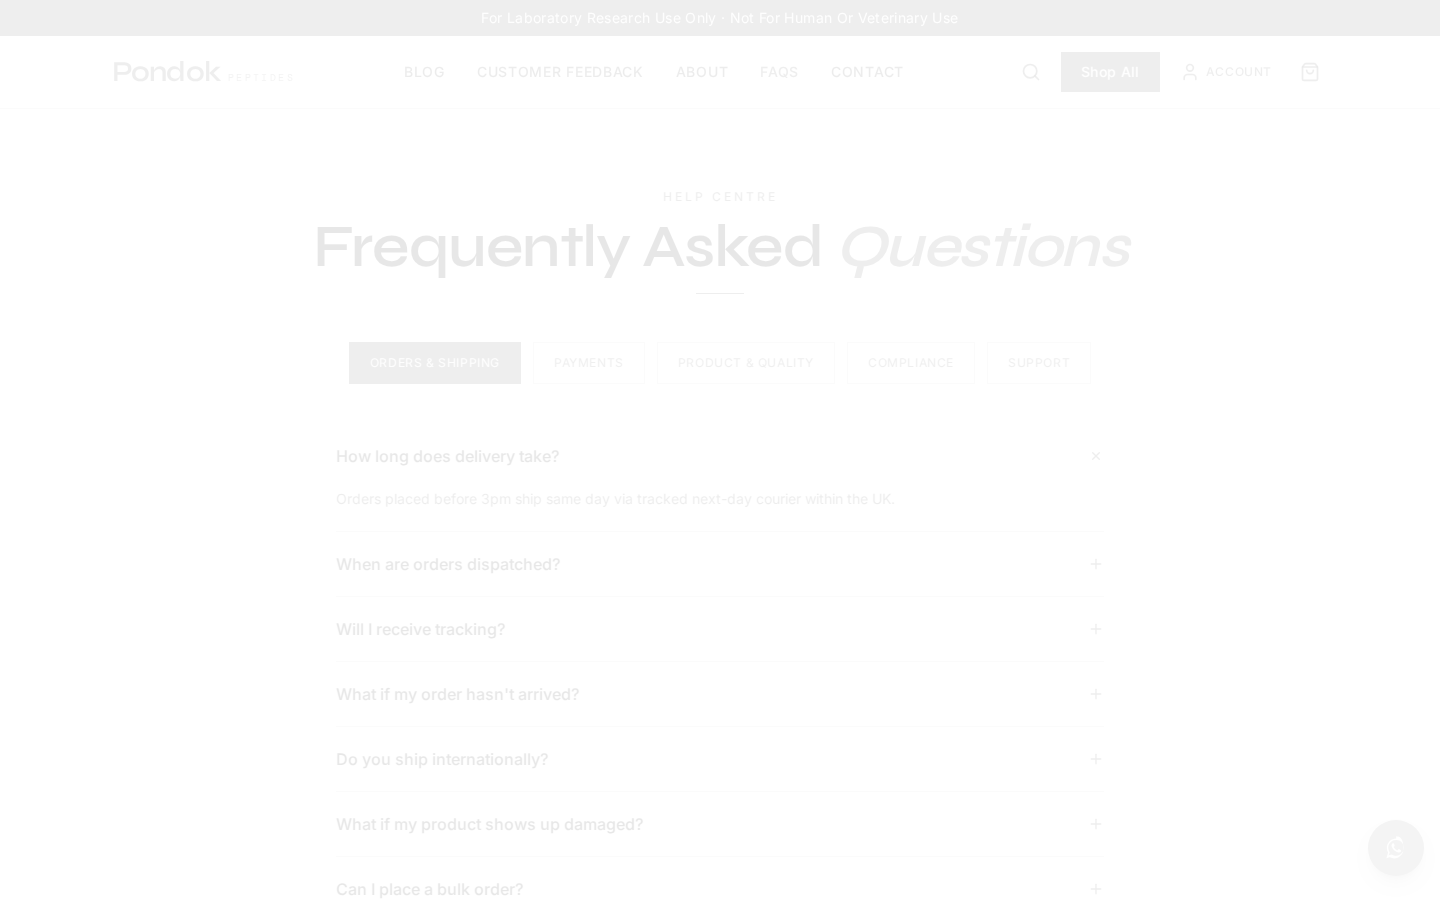 For Laboratory Research Use Only · Not For Human Or Veterinary Use
Pondok PEPTIDES
BLOG CUSTOMER FEEDBACK ABOUT FAQS CONTACT Shop All ACCOUNT
HELP CENTRE
Frequently Asked Questions
ORDERS & SHIPPING PAYMENTS PRODUCT & QUALITY COMPLIANCE SUPPORT
How long does delivery take?
Orders placed before 3pm ship same day via tracked next-day courier within the UK.
When are orders dispatched?
Will I receive tracking?
What if my order hasn't arrived?
Do you ship internationally?
What if my product shows up damaged?
Can I place a bulk order?